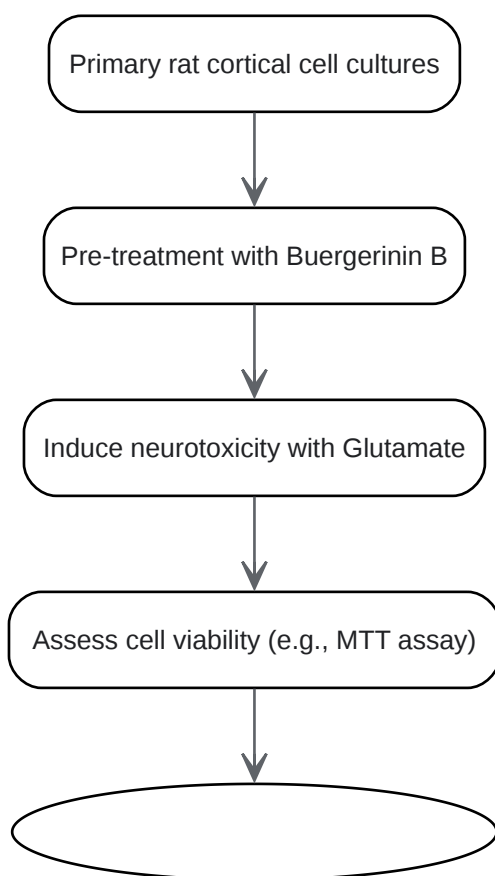 Primary rat cortical cell cultures
Pre-treatment with Buergerinin B
Induce neurotoxicity with Glutamate
Assess cell viability (e.g., MTT assay)